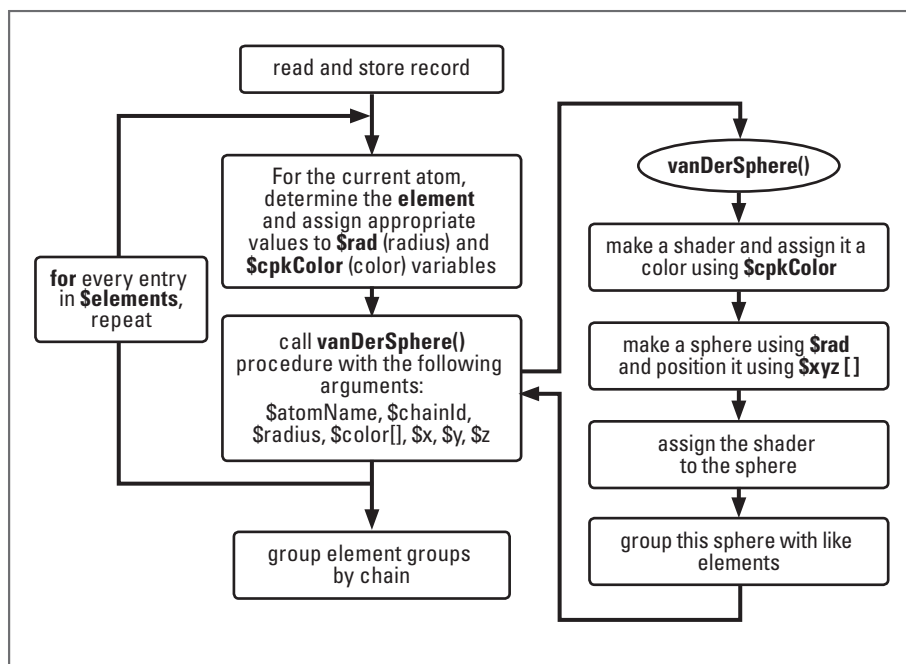 read and store record
For the current atom,
determine the element
and assign appropriate
values to $rad (radius) and
$cpkColor (color) variables
for every entry
in $elements,
repeat
call vanDerSphere()
procedure with the following
arguments:
$atomName, $chainId,
$radius, $color[], $x, $y, $z
group element groups
by chain
vanDerSphere()
make a shader and assign it a
color using $cpkColor
make a sphere using $rad
and position it using $xyz [ ]
assign the shader
to the sphere
group this sphere with like
elements